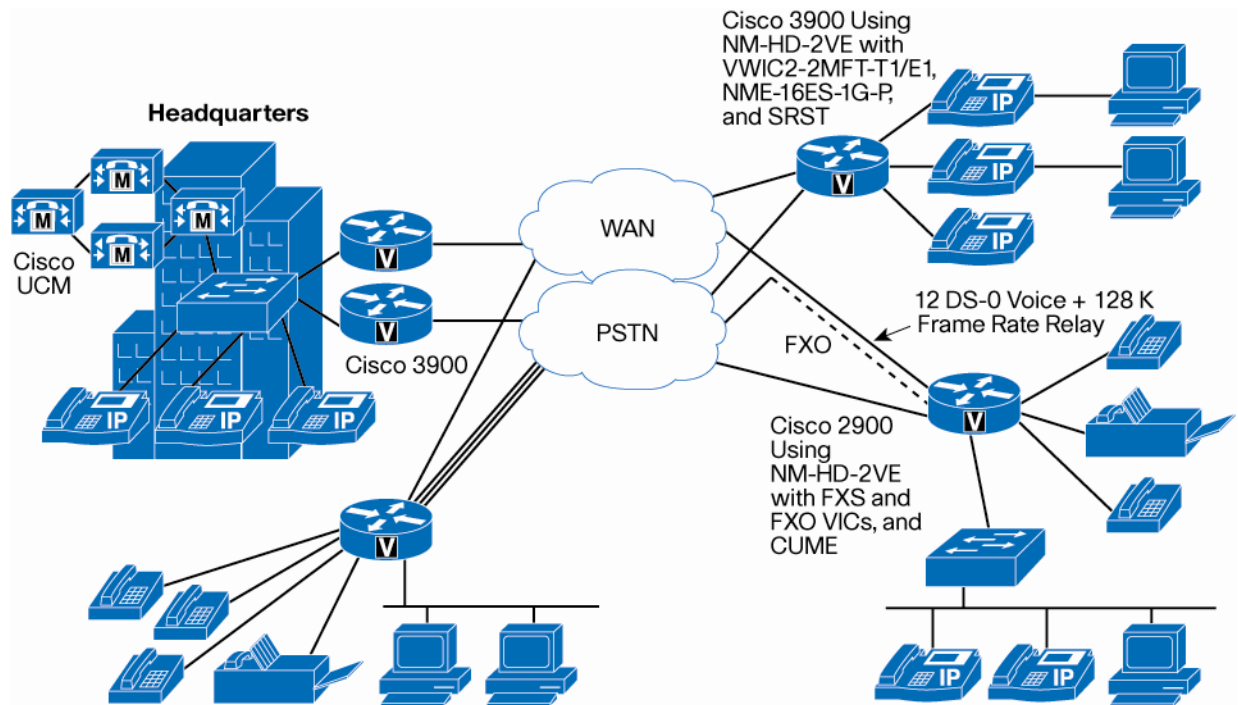 Headquarters
M
M
M
M
Cisco
UCM
V
V
Cisco 3900
IP
IP
IP
WAN
PSTN
Cisco 3900 Using
NM-HD-2VE with
VWIC2-2MFT-T1/E1,
NME-16ES-1G-P,
and SRST
V
IP
IP
IP
12 DS-0 Voice + 128 K
Frame Rate Relay
FXO
V
Cisco 2900
Using
NM-HD-2VE
with FXS and
FXO VICs, and
CUME
V
IP
IP